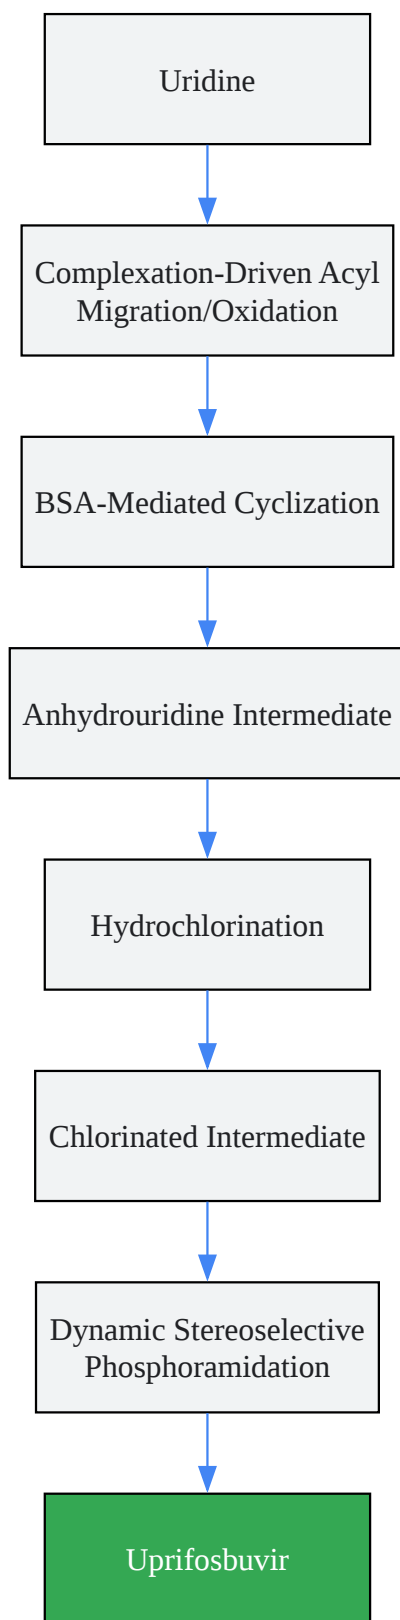 Uridine
Complexation-Driven Acyl
Migration/Oxidation
BSA-Mediated Cyclization
Anhydrouridine Intermediate
Hydrochlorination
Chlorinated Intermediate
Dynamic Stereoselective
Phosphoramidation
Uprifosbuvir